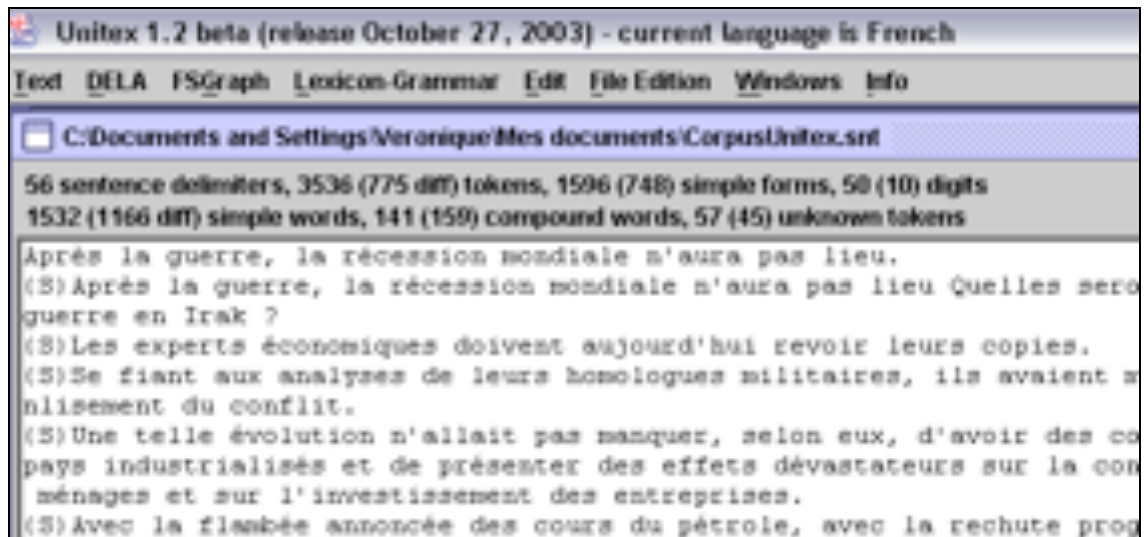 Unitex 1.2 beta (release October 27, 2003) - current language is French
Text DELA FSGraph Lexicon-Grammar Edit File Edition Windows Info
C:\Documents and Settings\Veronique\Mes documents\CorpusUnitex.snt
56 sentence delimiters, 3536 (775 diff) tokens, 1596 (748) simple forms, 50 (10) digits
1532 (1166 diff) simple words, 141 (159) compound words, 57 (45) unknown tokens
Après la guerre, la récession mondiale n'aura pas lieu.
(S)Après la guerre, la récession mondiale n'aura pas lieu Quelles sero
guerre en Irak ?
(S)Les experts économiques doivent aujourd'hui revoir leurs copies.
(S)Se fiant aux analyses de leurs homologues militaires, ils avaient
nlisement du conflit.
(S)Une telle évolution n'allait pas manquer, selon eux, d'avoir des co
pays industrialisés et de présenter des effets dévastateurs sur la con
ménages et sur l'investissement des entreprises.
(S)Avec la flambée annoncée des cours du pétrole, avec la rechute prog